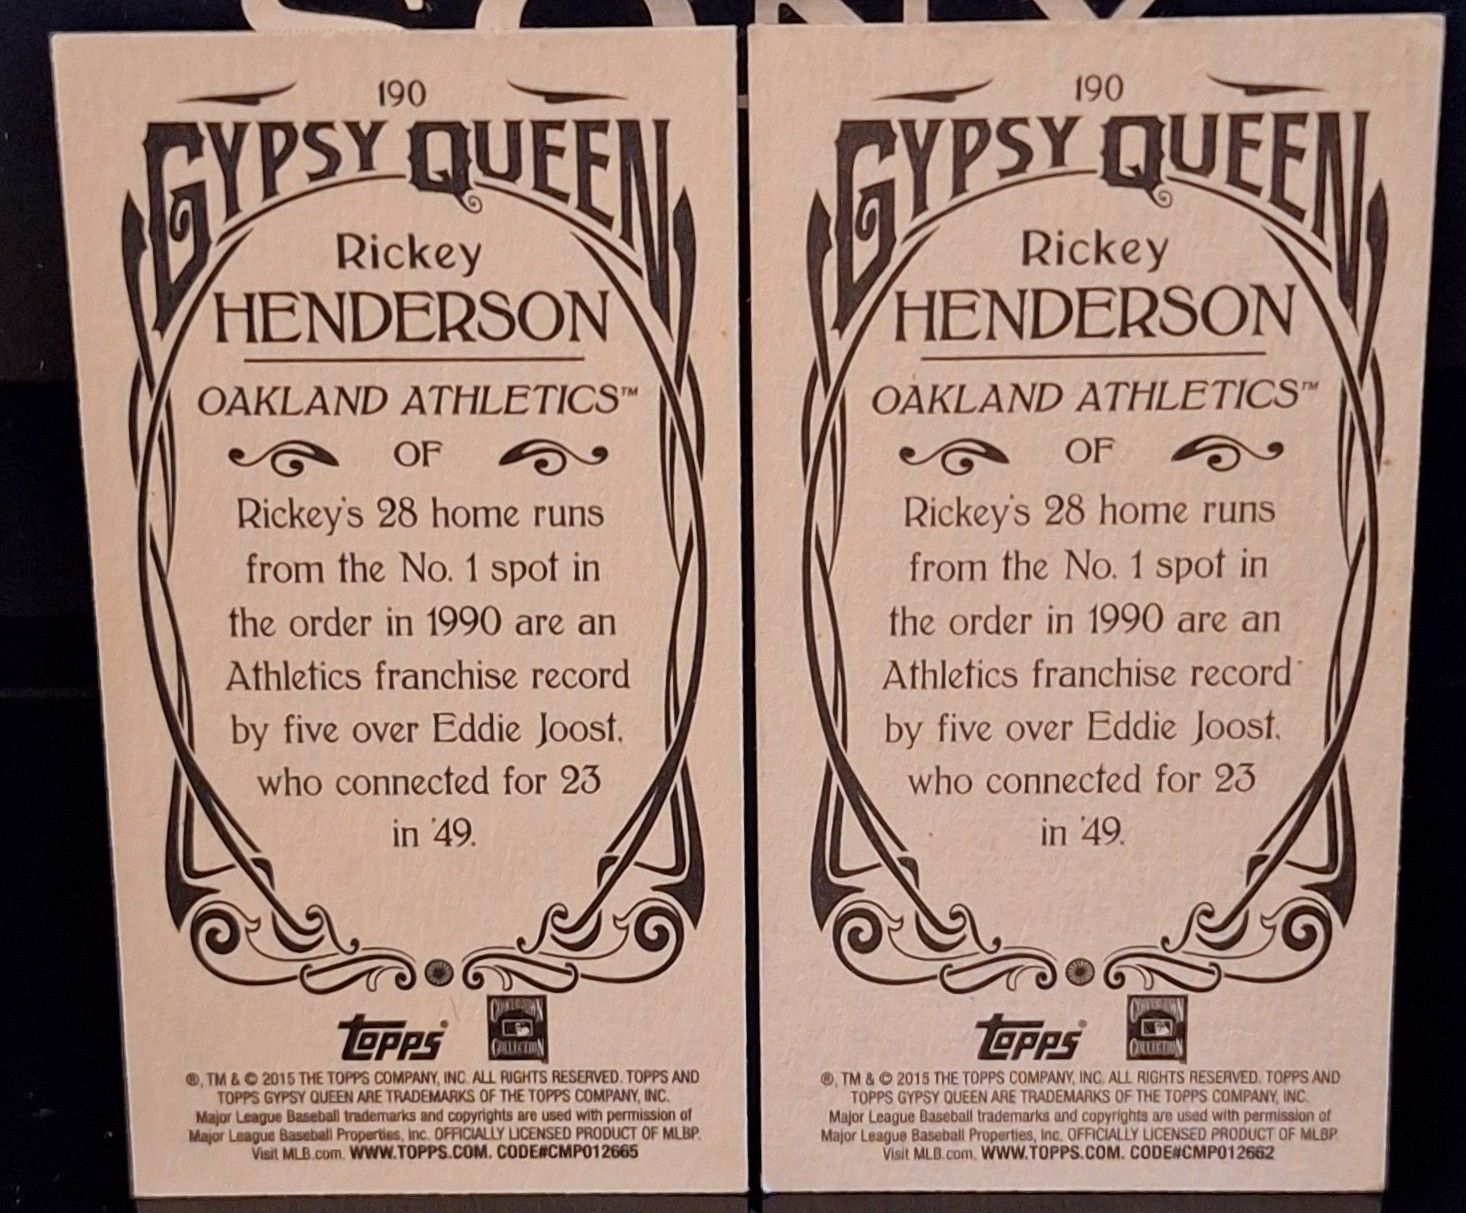 190
GYPSY QUEEN
Rickey
HENDERSON
OAKLAND ATHLETICS™
OF
Rickey's 28 home runs
from the No. 1 spot in
the order in 1990 are an
Athletics franchise record
by five over Eddie Joost,
who connected for 23
in '49.
topps®
COOPERSTOWN
COLLECTION
®, TM & © 2015 THE TOPPS COMPANY, INC. ALL RIGHTS RESERVED. TOPPS AND
TOPPS GYPSY QUEEN ARE TRADEMARKS OF THE TOPPS COMPANY, INC.
Major League Baseball trademarks and copyrights are used with permission of
Major League Baseball Properties, Inc. OFFICIALLY LICENSED PRODUCT OF MLBP.
Visit MLB.com. WWW.TOPPS.COM. CODE#CMP012665
190
GYPSY QUEEN
Rickey
HENDERSON
OAKLAND ATHLETICS™
OF
Rickey's 28 home runs
from the No. 1 spot in
the order in 1990 are an
Athletics franchise record
by five over Eddie Joost,
who connected for 23
in '49.
topps®
COOPERSTOWN
COLLECTION
®, TM & © 2015 THE TOPPS COMPANY, INC. ALL RIGHTS RESERVED. TOPPS AND
TOPPS GYPSY QUEEN ARE TRADEMARKS OF THE TOPPS COMPANY, INC.
Major League Baseball trademarks and copyrights are used with permission of
Major League Baseball Properties, Inc. OFFICIALLY LICENSED PRODUCT OF MLBP.
Visit MLB.com. WWW.TOPPS.COM. CODE#CMP012662